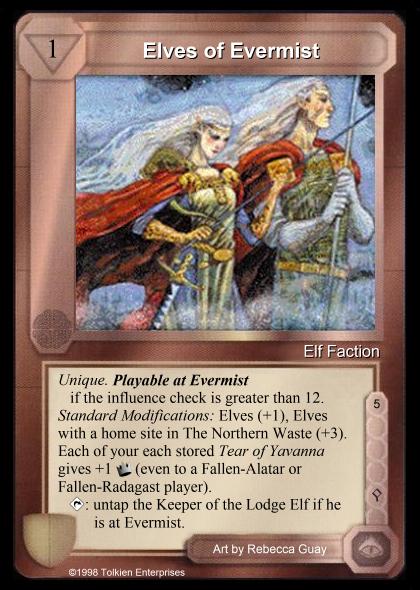 1
Elves of Evermist
Elf Faction
Unique. Playable at Evermist
if the influence check is greater than 12.
Standard Modifications: Elves (+1), Elves
with a home site in The Northern Waste (+3).
Each of your each stored Tear of Yavanna
gives +1 (even to a Fallen-Alatar or
Fallen-Radagast player).
: untap the Keeper of the Lodge Elf if he
is at Evermist.
5
Art by Rebecca Guay
©1998 Tolkien Enterprises